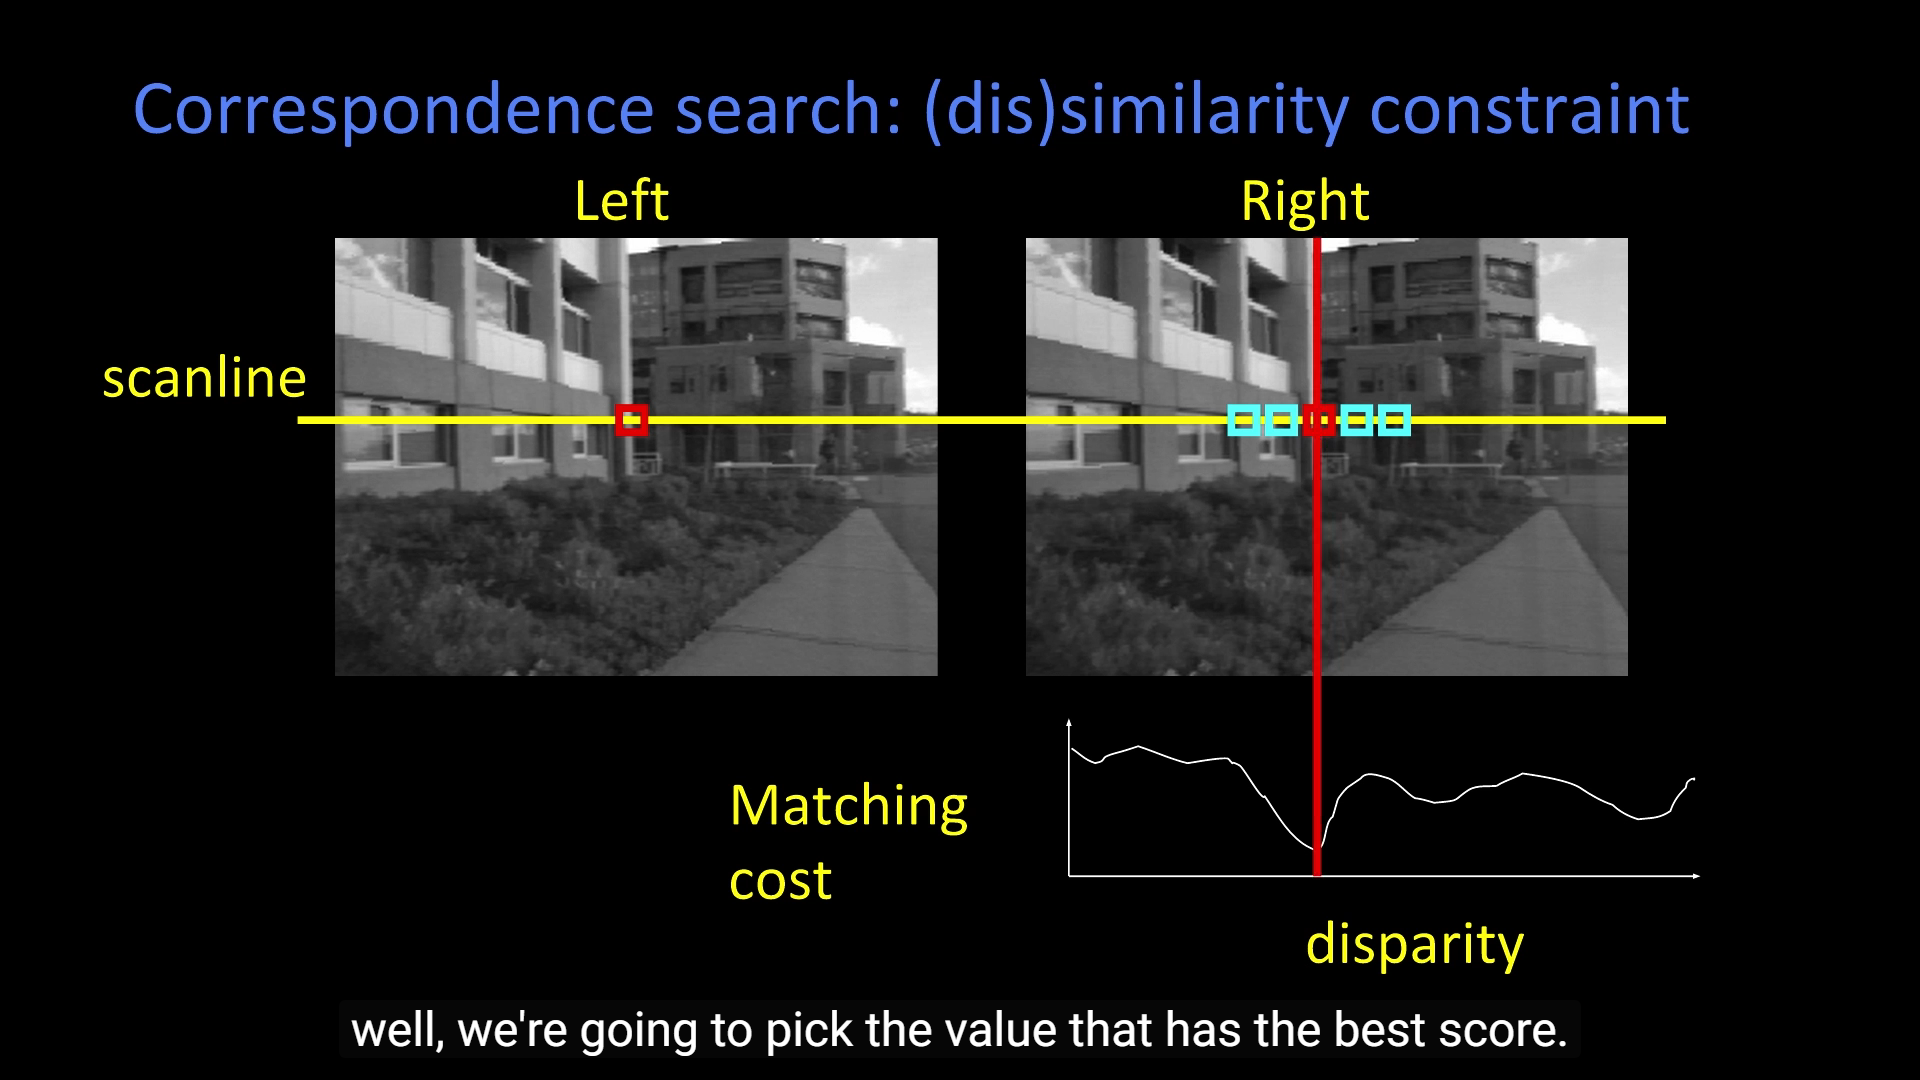 Correspondence search: (dis)similarity constraint
Left
Right
scanline
Matching
cost
disparity
well, we're going to pick the value that has the best score.